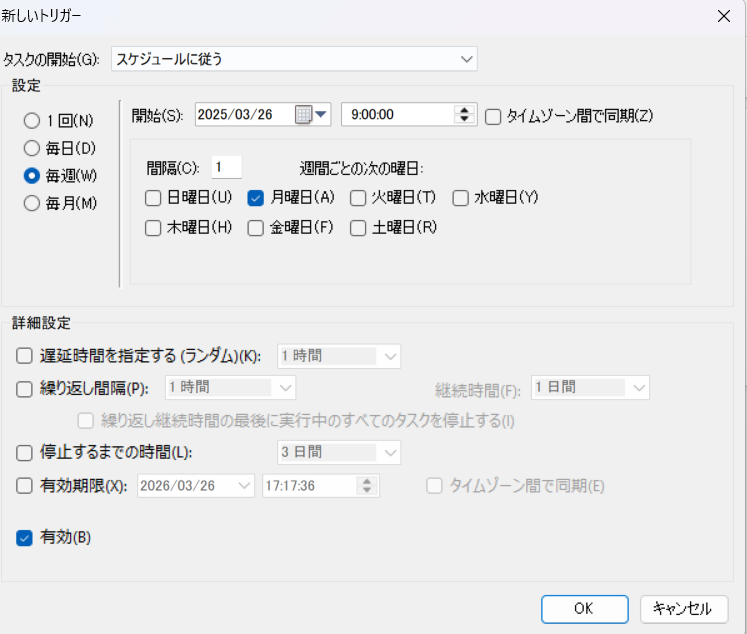 新しいトリガー
タスクの開始(G): スケジュールに従う
設定
1 回(N)
毎日(D)
毎週(W)
毎月(M)
開始(S): 2025/03/26 9:00:00 タイムゾーン間で同期(Z)
間隔(C): 1 週間ごとの次の曜日:
日曜日(U) 月曜日(A) 火曜日(T) 水曜日(Y)
木曜日(H) 金曜日(F) 土曜日(R)
詳細設定
遅延時間を指定する (ランダム)(K): 1 時間
繰り返し間隔(P): 1 時間 継続時間(F): 1 日間
繰り返し継続時間の最後に実行中のすべてのタスクを停止する(I)
停止するまでの時間(L): 3 日間
有効期限(X): 2026/03/26 17:17:36 タイムゾーン間で同期(E)
有効(B)
OK キャンセル